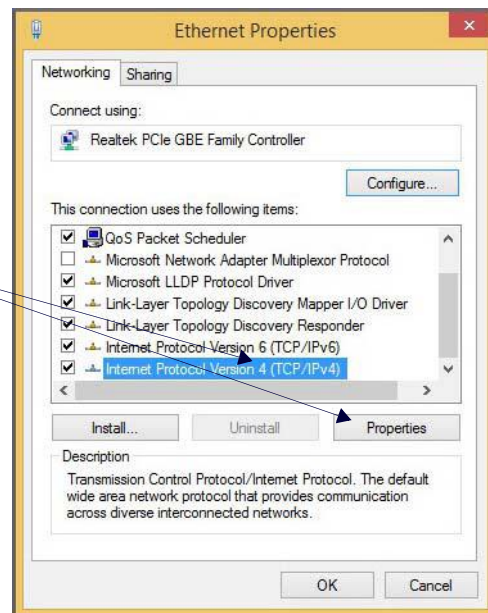 Ethernet Properties
Networking
Sharing
Connect using:
Realtek PCIe GBE Family Controller
Configure...
This connection uses the following items:
QoS Packet Scheduler
Microsoft Network Adapter Multiplexor Protocol
Microsoft LLDP Protocol Driver
Link-Layer Topology Discovery Mapper I/O Driver
Link-Layer Topology Discovery Responder
Internet Protocol Version 6 (TCP/IPv6)
Internet Protocol Version 4 (TCP/IPv4)
Install...
Uninstall
Properties
Description
Transmission Control Protocol/Internet Protocol. The default
wide area network protocol that provides communication
across diverse interconnected networks.
OK
Cancel